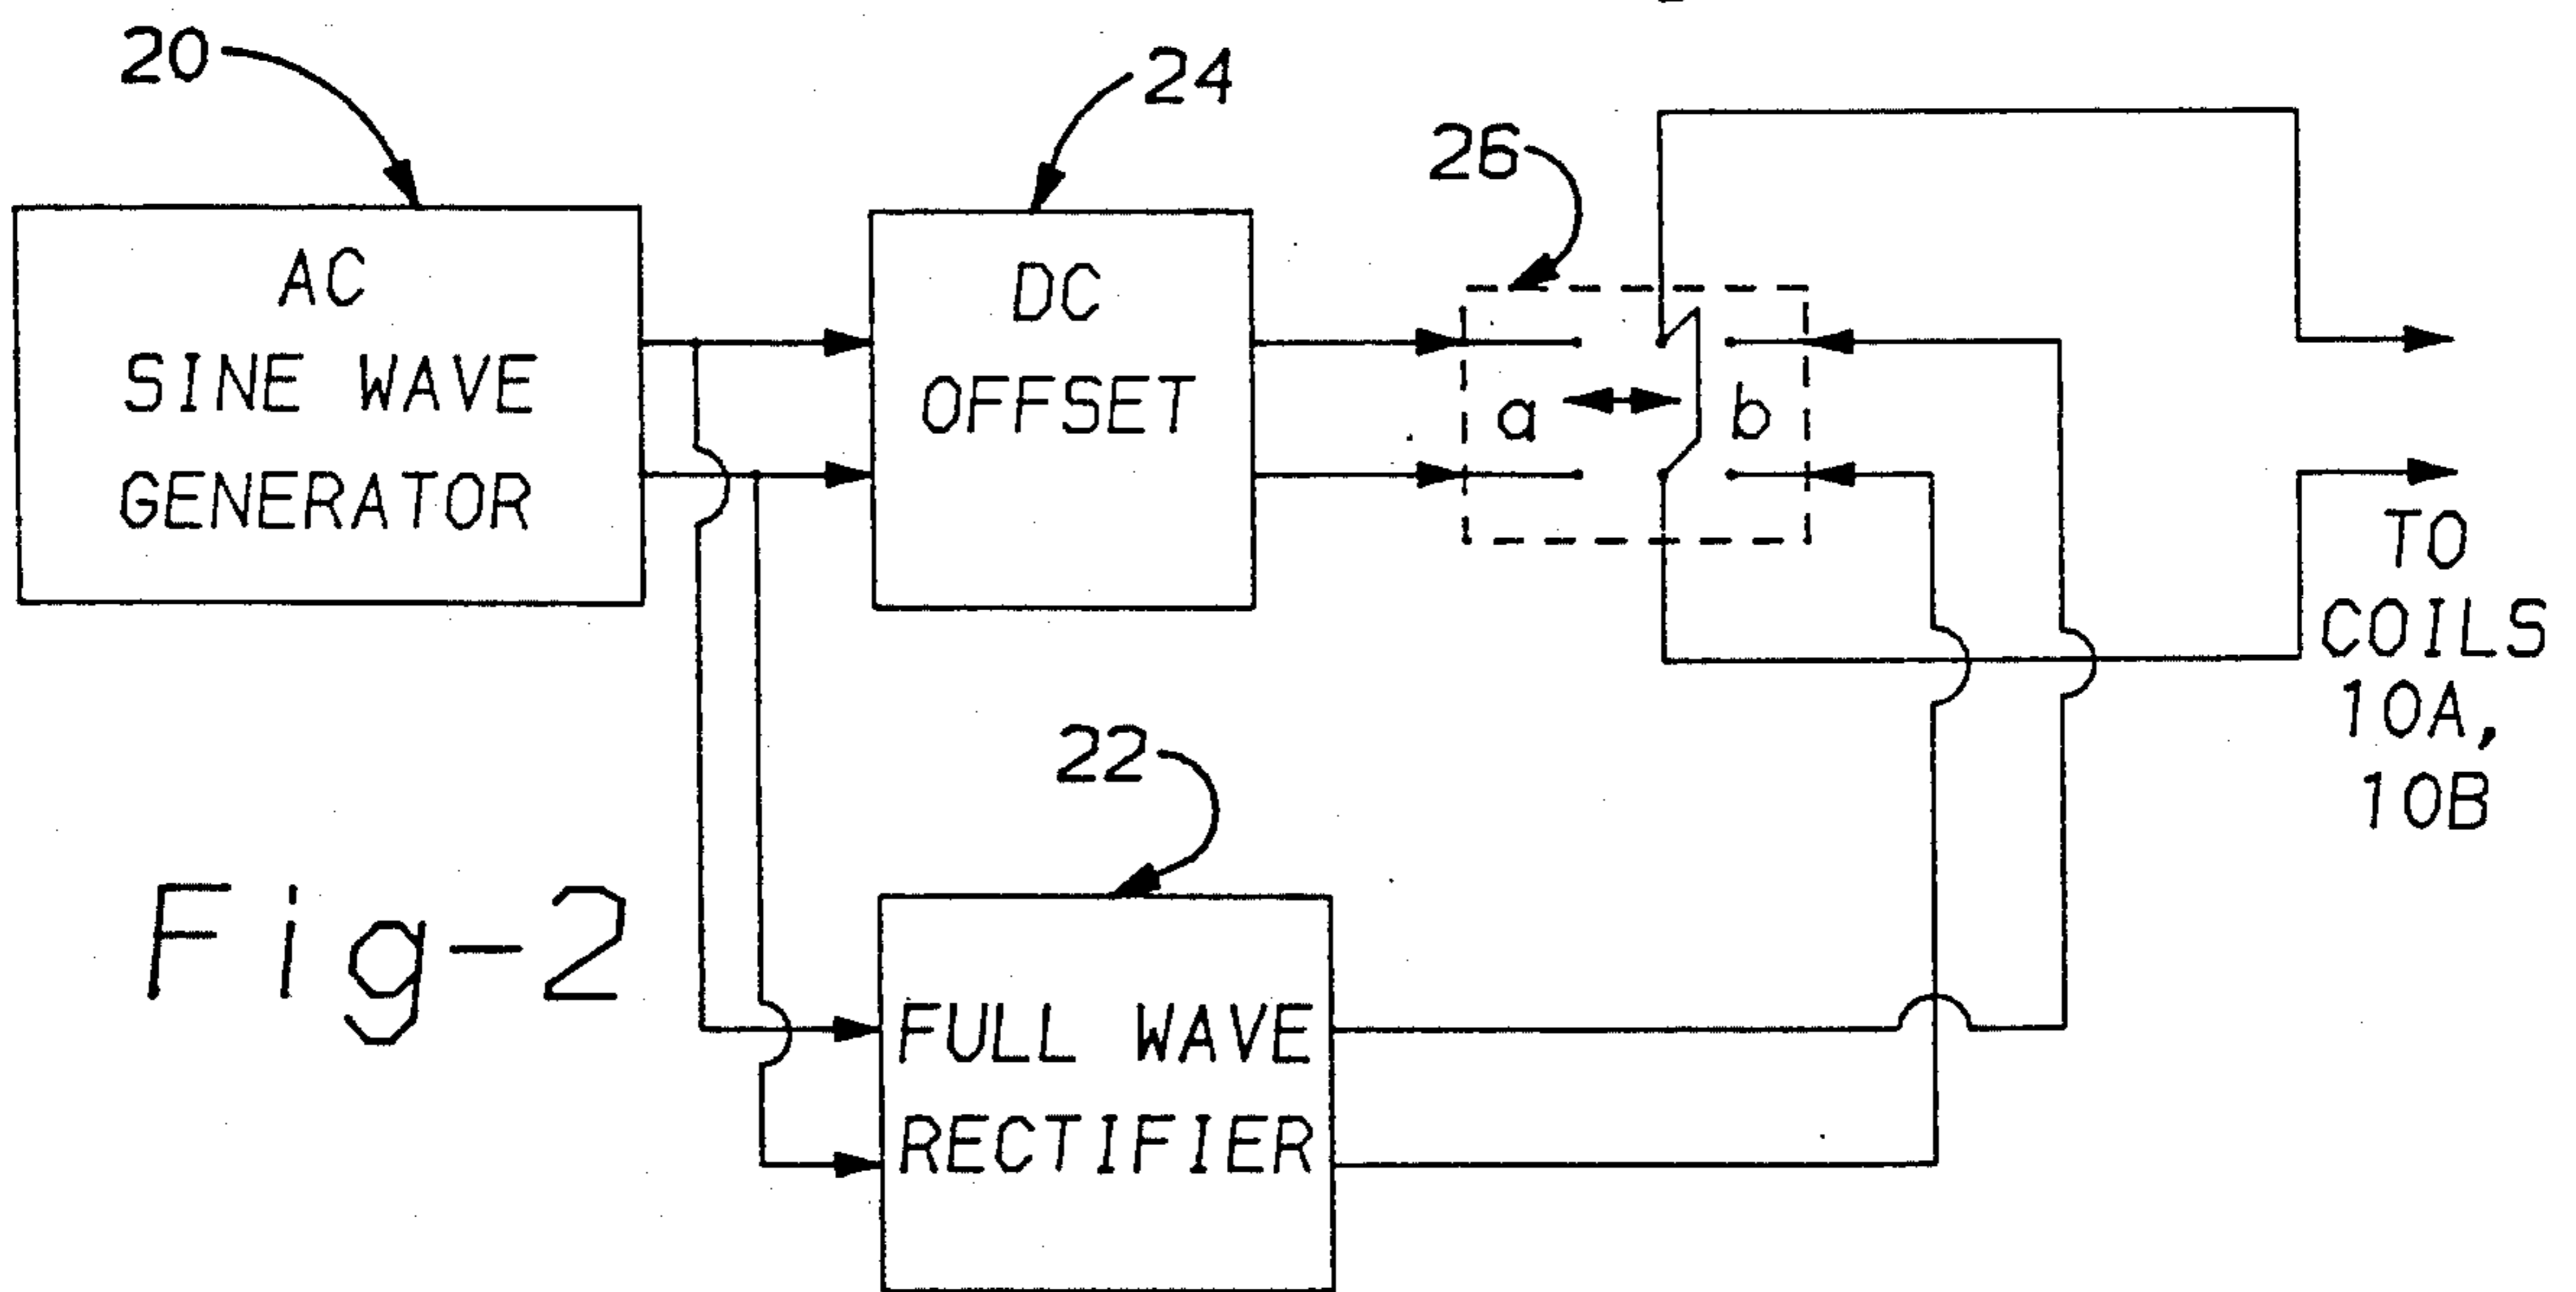 20
24
26
AC
SINE WAVE
GENERATOR
DC
OFFSET
a
b
TO
COILS
10A,
10B
22
FULL WAVE
RECTIFIER
Fig-2